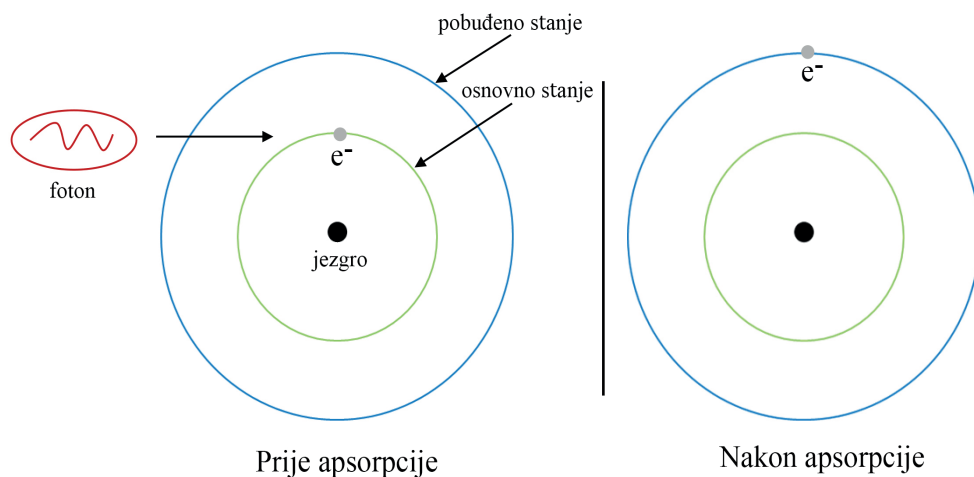 pobuđeno stanje
osnovno stanje
foton
e-
jezgro
Prije apsorpcije
e-
Nakon apsorpcije